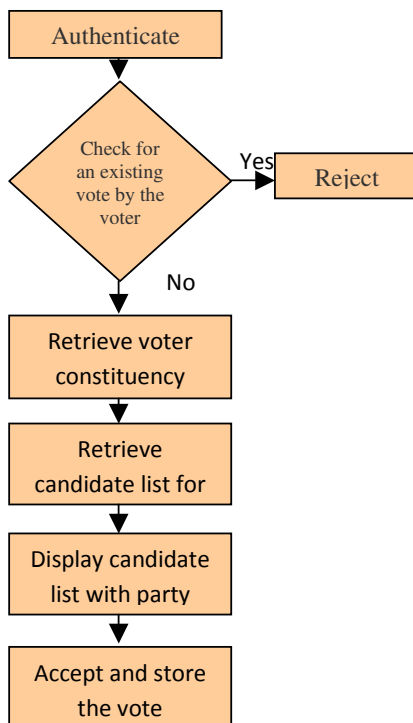 Authenticate
Check for
an existing
vote by the
voter
Yes
Reject
No
Retrieve voter
constituency
Retrieve
candidate list for
Display candidate
list with party
Accept and store
the vote